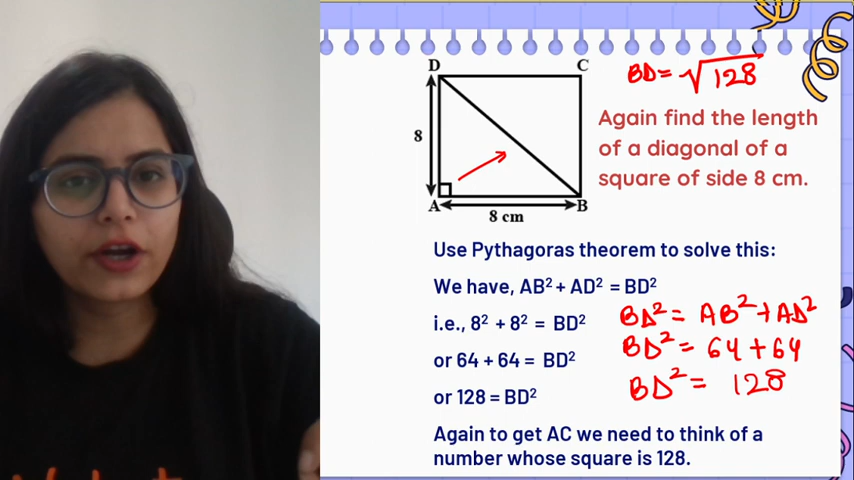 D
C
BD = √128
8
Again find the length
of a diagonal of a
square of side 8 cm.
A
B
8 cm
Use Pythagoras theorem to solve this:
We have, AB² + AD² = BD²
BD² = AB² + AD²
i.e., 8² + 8² = BD²
BD² = 64 + 64
or 64 + 64 = BD²
BD² = 128
or 128 = BD²
Again to get AC we need to think of a
number whose square is 128.